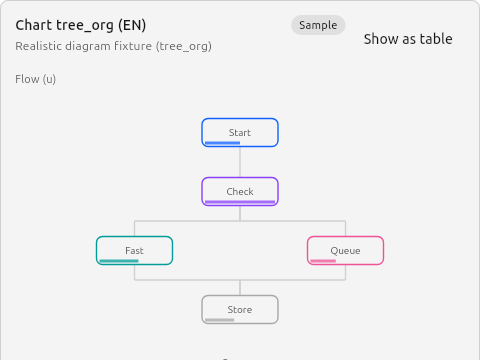 Chart tree_org (EN)
Sample
Show as table
Realistic diagram fixture (tree_org)
Flow (u)
Start
Check
Fast
Queue
Store